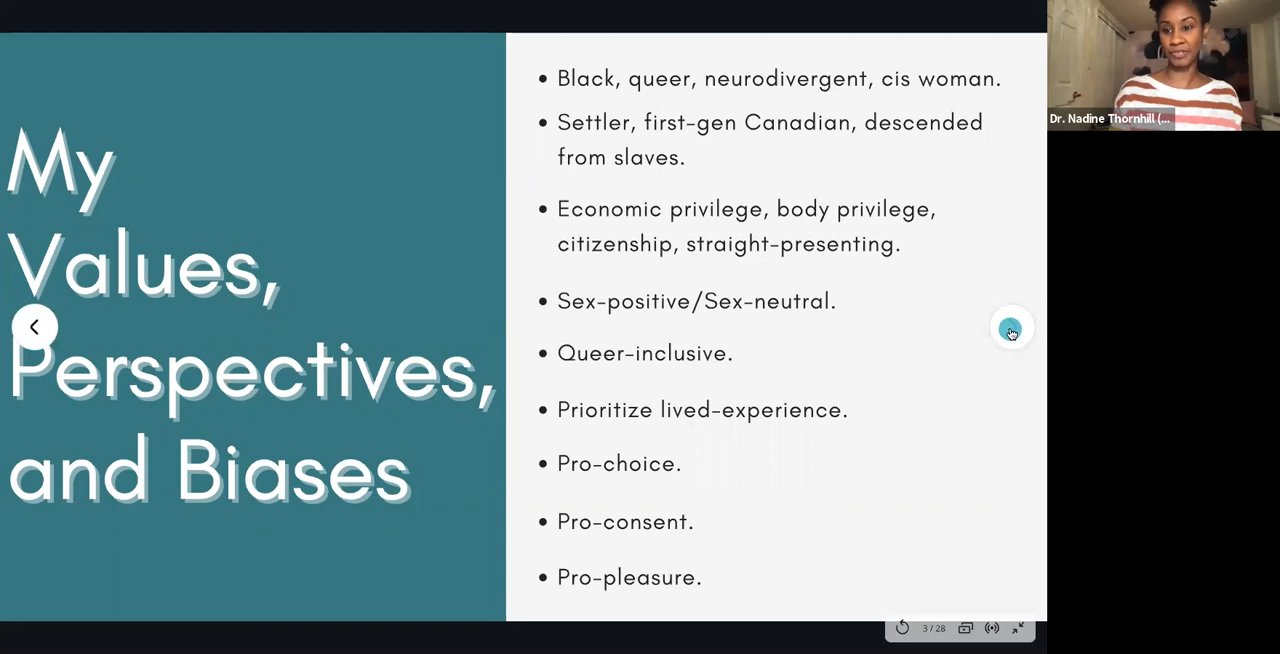 My
Values,
Perspectives,
and Biases
• Black, queer, neurodivergent, cis woman.
• Settler, first-gen Canadian, descended
from slaves.
• Economic privilege, body privilege,
citizenship, straight-presenting.
• Sex-positive/Sex-neutral.
• Queer-inclusive.
• Prioritize lived-experience.
• Pro-choice.
• Pro-consent.
• Pro-pleasure.
Dr. Nadine Thornhill (...
3 / 28